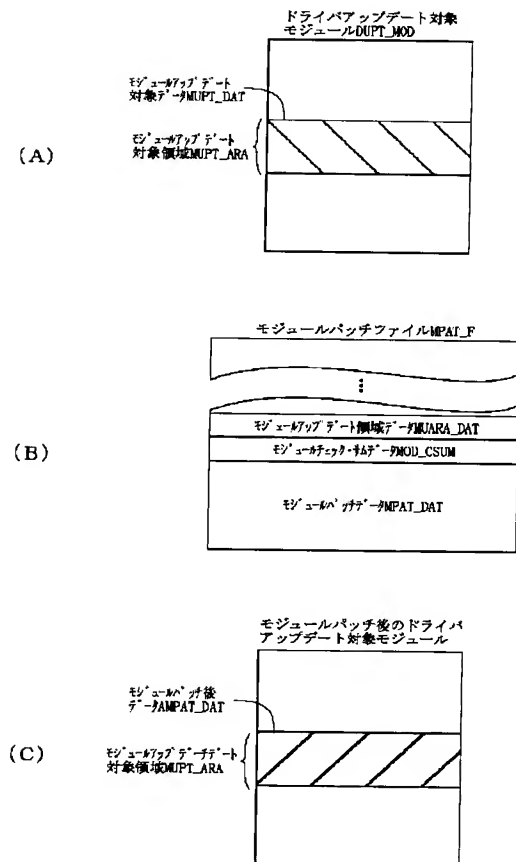 ドライバアップデート対象
モジュールDUPT_MOD
ﾓｼﾞｭｰﾙｱｯﾌﾟﾃﾞｰﾄ
対象データMUPT_DAT
ﾓｼﾞｭｰﾙｱｯﾌﾟﾃﾞｰﾄ
対象領域MUPT_ARA
(A)
モジュールパッチファイルMPAT_F
ﾓｼﾞｭｰﾙｱｯﾌﾟﾃﾞｰﾄ領域ﾃﾞｰﾀMUARA_DAT
ﾓｼﾞｭｰﾙﾁｪｯｸ・ｻﾑﾃﾞｰﾀMOD_CSUM
(B)
ﾓｼﾞｭｰﾙﾊﾟｯﾁﾃﾞｰﾀMPAT_DAT
モジュールパッチ後のドライバ
アップデート対象モジュール
ﾓｼﾞｭｰﾙﾊﾟｯﾁ後
データAMPAT_DAT
ﾓｼﾞｭｰﾙｱｯﾌﾟﾃﾞｰﾁﾃﾞｰﾄ
対象領域MUPT_ARA
(C)